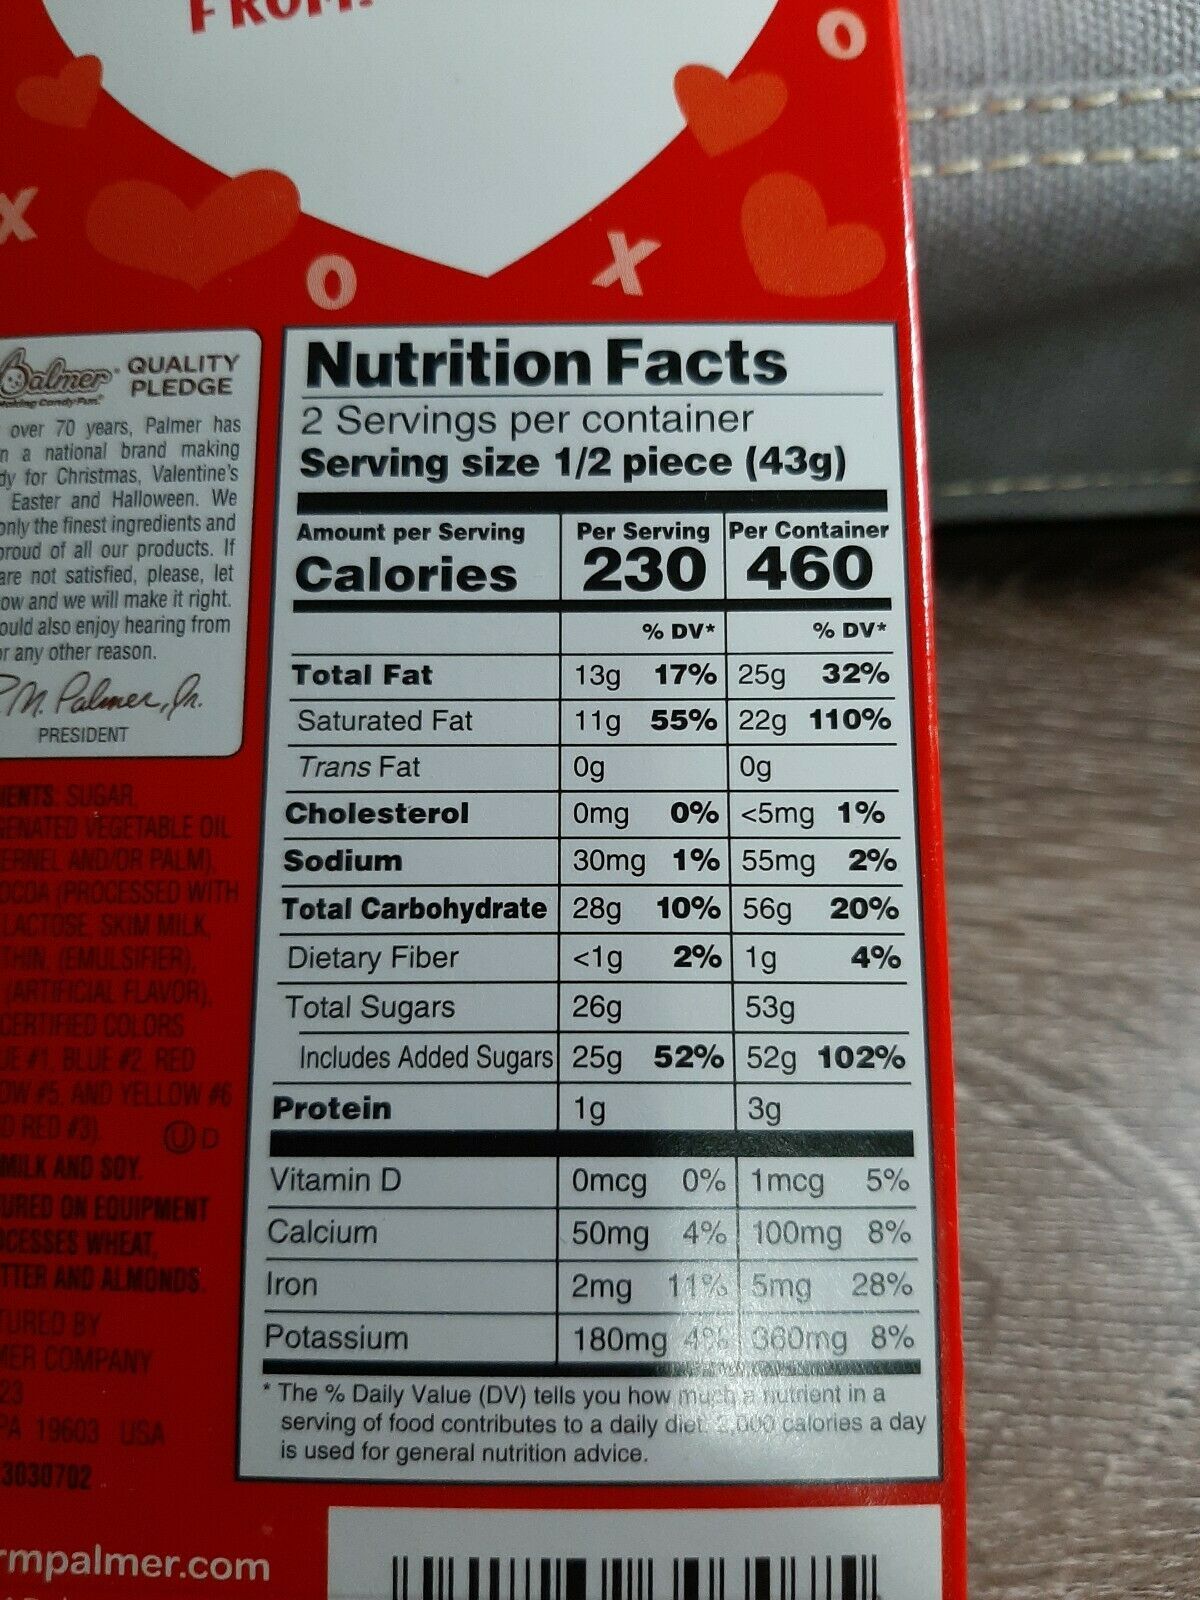 FROM:
O
X
O
X
Palmer QUALITY
Making Candy Fun PLEDGE
over 70 years, Palmer has
a national brand making
for Christmas, Valentine's
Easter and Halloween. We
only the finest ingredients and
proud of all our products. If
are not satisfied, please, let
and we will make it right.
also enjoy hearing from
any other reason.
M. Palmer, Jr.
PRESIDENT
SUGAR,
VEGETABLE OIL
AND/OR PALM),
(PROCESSED WITH
LACTOSE, SKIM MILK,
(EMULSIFIER),
(ARTIFICIAL FLAVOR),
CERTIFIED COLORS
#1, BLUE #2, RED
#5, AND YELLOW #6
RED #3). U D
MILK AND SOY.
ON EQUIPMENT
WHEAT,
AND ALMONDS.
BY
COMPANY
23
PA 19603 USA
3030702
rmpalmer.com
Nutrition Facts
2 Servings per container
Serving size 1/2 piece (43g)
Amount per Serving Per Serving Per Container
Calories 230 460
% DV* % DV*
Total Fat 13g 17% 25g 32%
Saturated Fat 11g 55% 22g 110%
Trans Fat 0g 0g
Cholesterol 0mg 0% <5mg 1%
Sodium 30mg 1% 55mg 2%
Total Carbohydrate 28g 10% 56g 20%
Dietary Fiber <1g 2% 1g 4%
Total Sugars 26g 53g
Includes Added Sugars 25g 52% 52g 102%
Protein 1g 3g
Vitamin D 0mcg 0% 1mcg 5%
Calcium 50mg 4% 100mg 8%
Iron 2mg 11% 5mg 28%
Potassium 180mg 4% 360mg 8%
* The % Daily Value (DV) tells you how much a nutrient in a
serving of food contributes to a daily diet. 2,000 calories a day
is used for general nutrition advice.